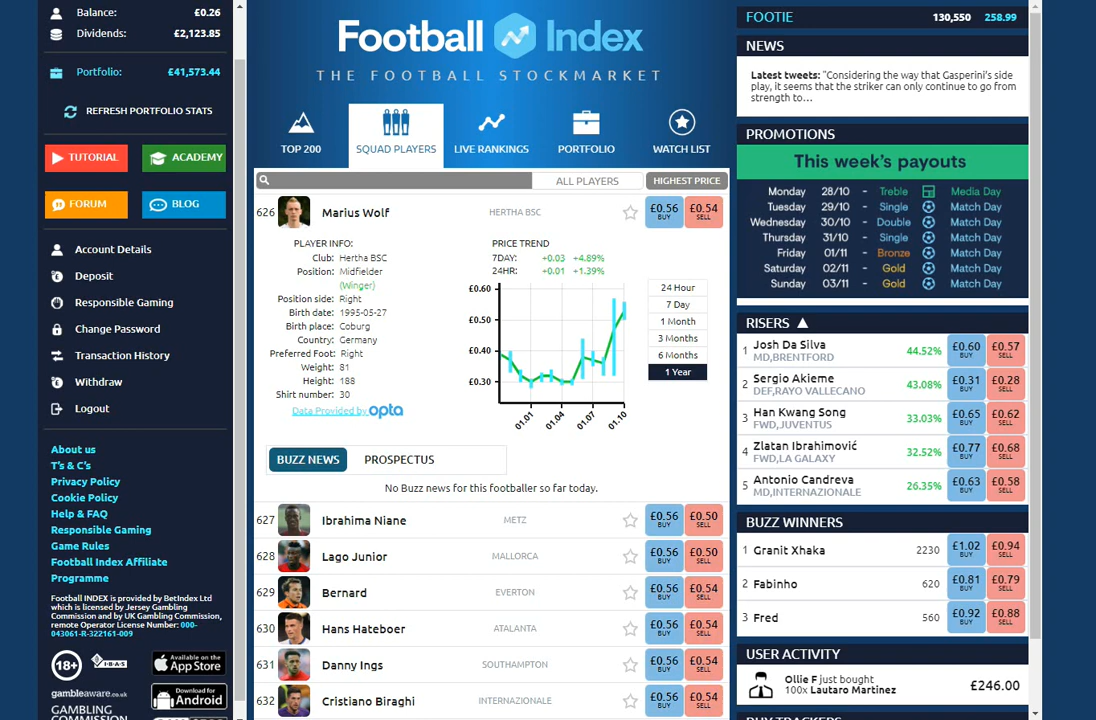 Balance: £0.26
Dividends: £2,123.85
Portfolio: £41,573.44
REFRESH PORTFOLIO STATS
TUTORIAL ACADEMY
FORUM BLOG
Account Details
Deposit
Responsible Gaming
Change Password
Transaction History
Withdraw
Logout
About us
T's & C's
Privacy Policy
Cookie Policy
Help & FAQ
Responsible Gaming
Game Rules
Football Index Affiliate
Programme
Football INDEX is provided by BetIndex Ltd
which is licensed by Jersey Gambling
Commission and by UK Gambling Commission,
remote Operator License Number: 000-
043061-R-322161-009
18+ IBAS Available on the App Store
gambleaware.co.uk Download for Android
GAMBLING
COMMISSION
Football Index
THE FOOTBALL STOCKMARKET
TOP 200 SQUAD PLAYERS LIVE RANKINGS PORTFOLIO WATCH LIST
ALL PLAYERS HIGHEST PRICE
626 Marius Wolf HERTHA BSC £0.56 BUY £0.54 SELL
PLAYER INFO:
Club: Hertha BSC
Position: Midfielder
(Winger)
Position side: Right
Birth date: 1995-05-27
Birth place: Coburg
Country: Germany
Preferred Foot: Right
Weight: 81
Height: 188
Shirt number: 30
Data Provided by opta
PRICE TREND
7DAY: +0.03 +4.89%
24HR: +0.01 +1.39%
£0.60
£0.50
£0.40
£0.30
01.01 01.04 01.07 01.10
24 Hour
7 Day
1 Month
3 Months
6 Months
1 Year
BUZZ NEWS PROSPECTUS
No Buzz news for this footballer so far today.
627 Ibrahima Niane METZ £0.56 BUY £0.50 SELL
628 Lago Junior MALLORCA £0.56 BUY £0.50 SELL
629 Bernard EVERTON £0.56 BUY £0.54 SELL
630 Hans Hateboer ATALANTA £0.56 BUY £0.54 SELL
631 Danny Ings SOUTHAMPTON £0.56 BUY £0.54 SELL
632 Cristiano Biraghi INTERNAZIONALE £0.56 BUY £0.54 SELL
FOOTIE 130,550 258.99
NEWS
Latest tweets: "Considering the way that Gasperini's side
play, it seems that the striker can only continue to go from
strength to...
PROMOTIONS
This week's payouts
Monday 28/10 - Treble Media Day
Tuesday 29/10 - Single Match Day
Wednesday 30/10 - Double Match Day
Thursday 31/10 - Single Match Day
Friday 01/11 - Bronze Match Day
Saturday 02/11 - Gold Match Day
Sunday 03/11 - Gold Match Day
RISERS ▲
1 Josh Da Silva 44.52% £0.60 BUY £0.57 SELL
MD,BRENTFORD
2 Sergio Akieme 43.08% £0.31 BUY £0.28 SELL
DEF,RAYO VALLECANO
3 Han Kwang Song 33.03% £0.65 BUY £0.62 SELL
FWD,JUVENTUS
4 Zlatan Ibrahimović 32.52% £0.77 BUY £0.68 SELL
FWD,LA GALAXY
5 Antonio Candreva 26.35% £0.63 BUY £0.58 SELL
MD,INTERNAZIONALE
BUZZ WINNERS
1 Granit Xhaka 2230 £1.02 BUY £0.94 SELL
2 Fabinho 620 £0.81 BUY £0.79 SELL
3 Fred 560 £0.92 BUY £0.88 SELL
USER ACTIVITY
Ollie F just bought
100x Lautaro Martinez £246.00
BUY TRACKERS